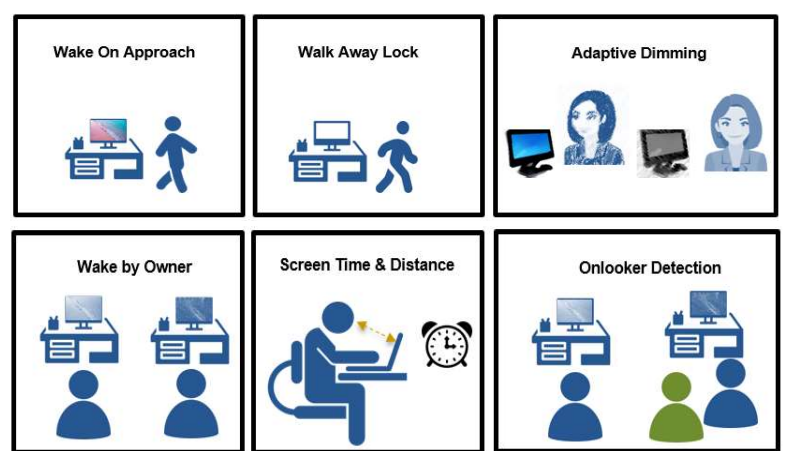 Wake On Approach
Walk Away Lock
Adaptive Dimming
Wake by Owner
Screen Time & Distance
Onlooker Detection